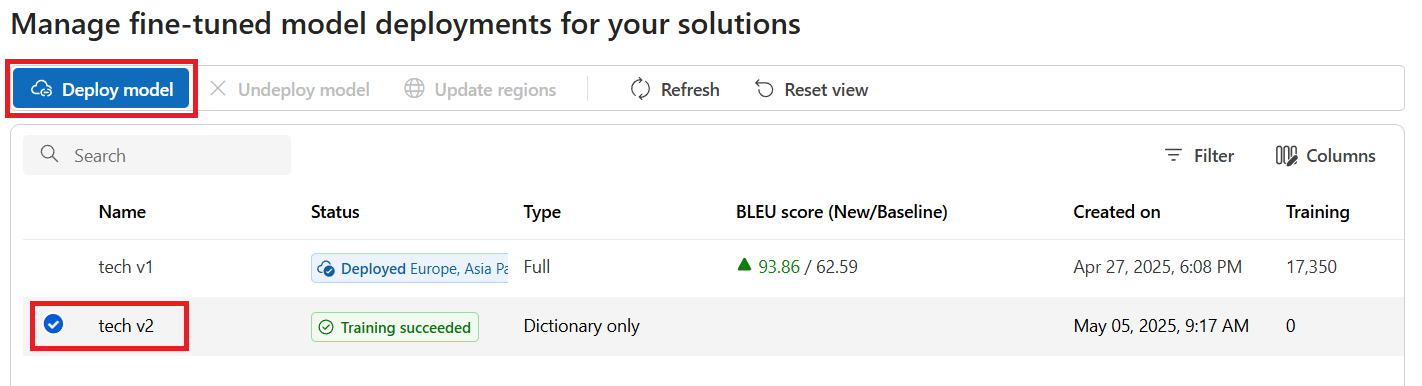 Manage fine-tuned model deployments for your solutions
Deploy model Undeploy model Update regions Refresh Reset view
Search Filter Columns
Name Status Type BLEU score (New/Baseline) Created on Training
tech v1 Deployed Europe, Asia Pa Full 93.86 / 62.59 Apr 27, 2025, 6:08 PM 17,350
tech v2 Training succeeded Dictionary only May 05, 2025, 9:17 AM 0